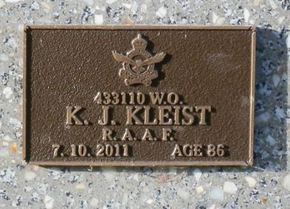 433110 W.O.
K. J. KLEIST
R. A. A. F.
7. 10. 2011 AGE 86